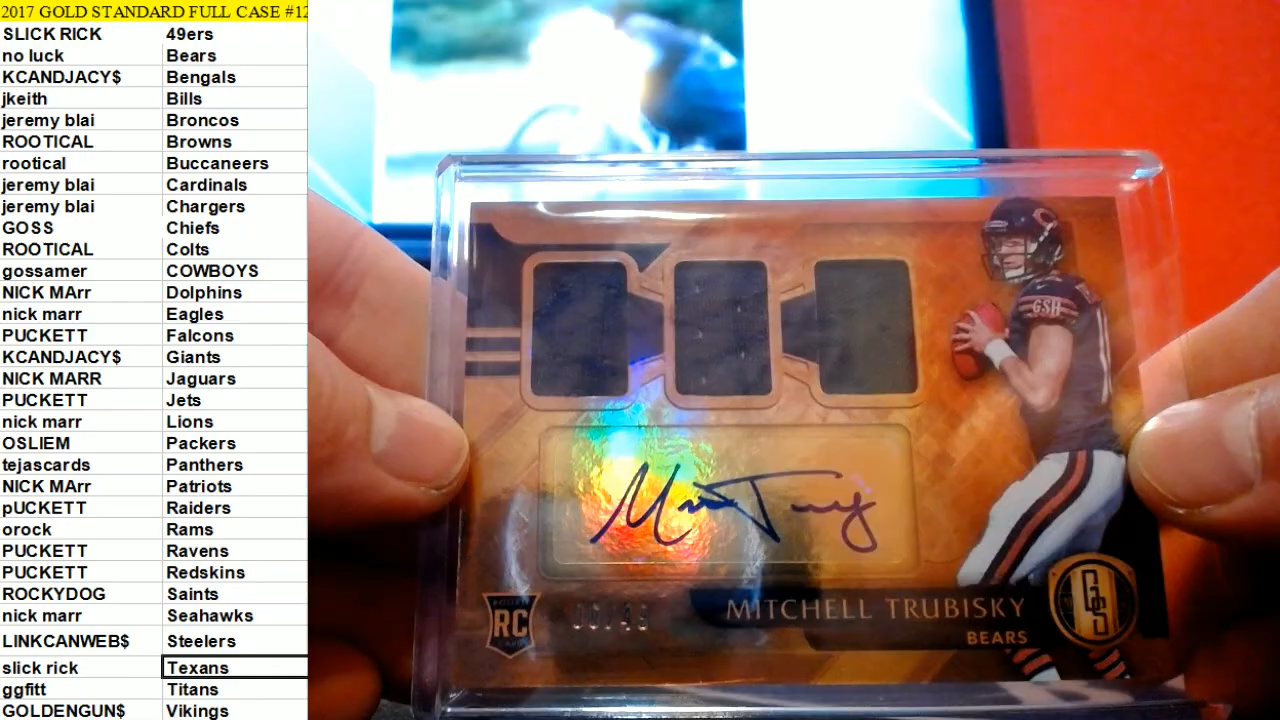 2017 GOLD STANDARD FULL CASE #12
SLICK RICK 49ers
no luck Bears
KCANDJACY$ Bengals
jkeith Bills
jeremy blai Broncos
ROOTICAL Browns
rootical Buccaneers
jeremy blai Cardinals
jeremy blai Chargers
GOSS Chiefs
ROOTICAL Colts
gossamer COWBOYS
NICK MArr Dolphins
nick marr Eagles
PUCKETT Falcons
KCANDJACY$ Giants
NICK MARR Jaguars
PUCKETT Jets
nick marr Lions
OSLIEM Packers
tejascards Panthers
NICK MArr Patriots
pUCKETT Raiders
orock Rams
PUCKETT Ravens
PUCKETT Redskins
ROCKYDOG Saints
nick marr Seahawks
LINKCANWEB$ Steelers
slick rick Texans
ggfitt Titans
GOLDENGUN$ Vikings
GSH
RC
MITCHELL TRUBISKY
BEARS
GS